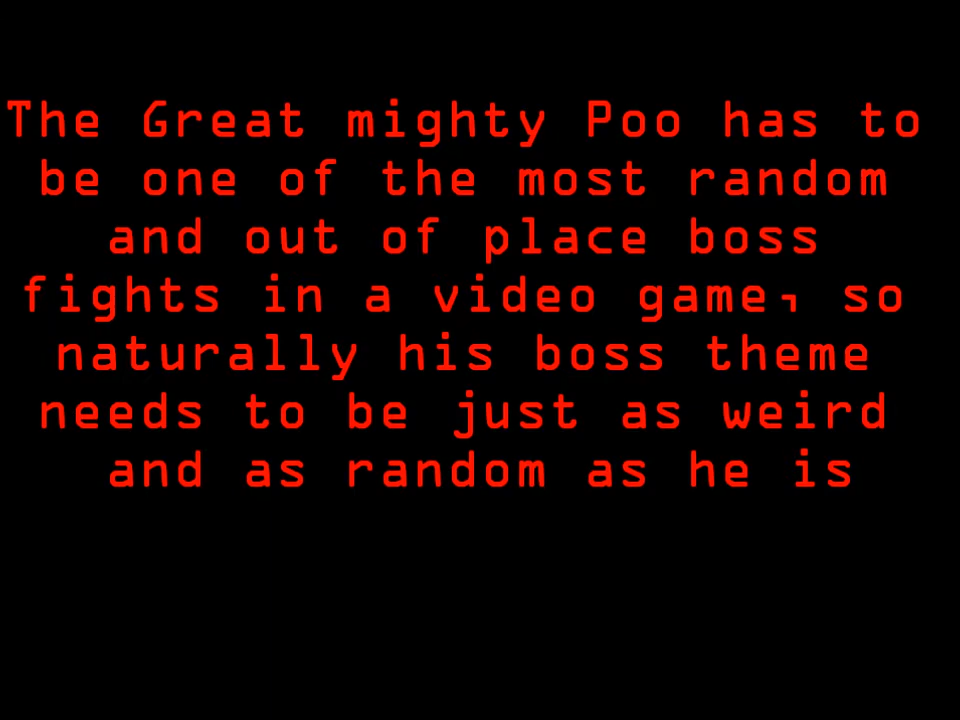 The Great mighty Poo has to
be one of the most random
and out of place boss
fights in a video game, so
naturally his boss theme
needs to be just as weird
and as random as he is